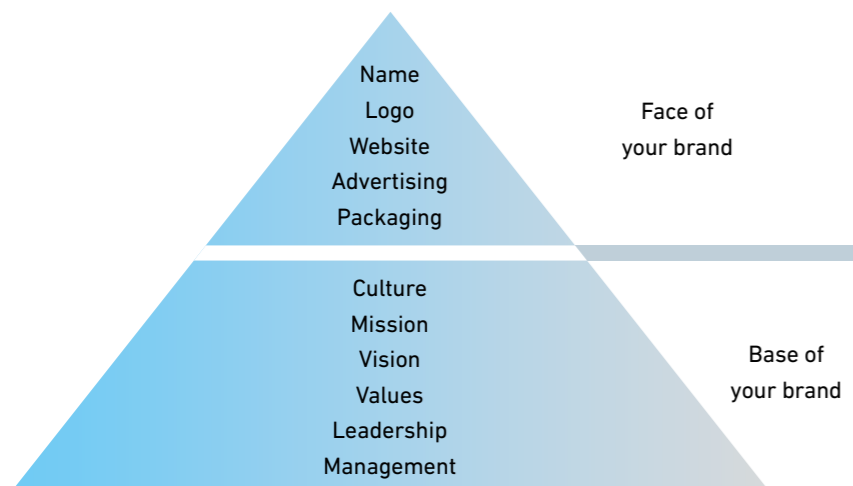 Name
Logo
Website
Advertising
Packaging
Face of
your brand
Culture
Mission
Vision
Values
Leadership
Management
Base of
your brand